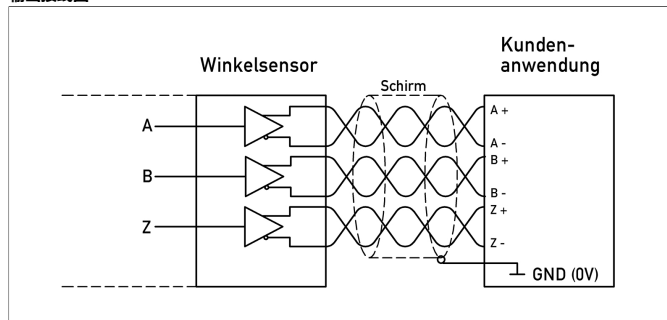 Winkelsensor
Kunden-
anwendung
Schirm
A
B
Z
A +
A -
B +
B -
Z +
Z -
GND (0V)